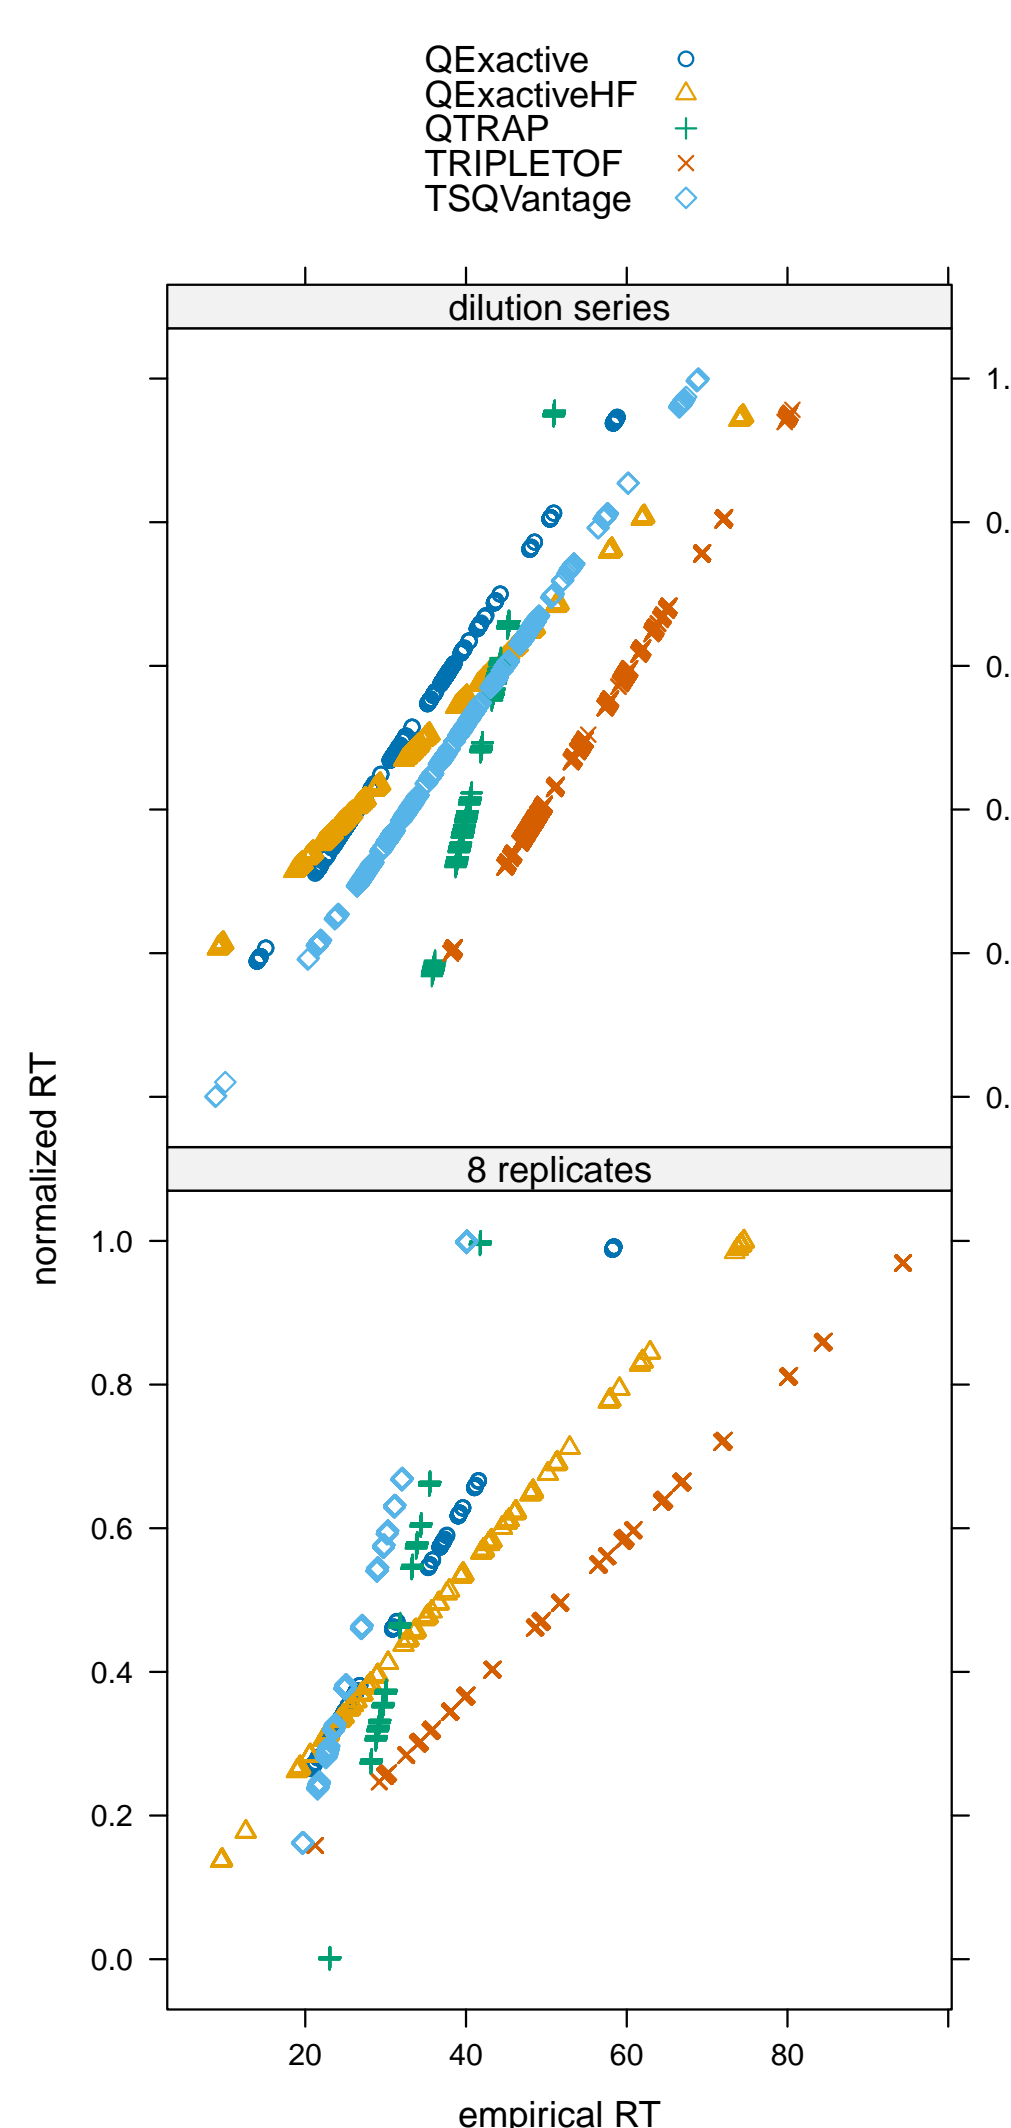 QExactive
QExactiveHF
QTRAP
TRIPLETOF
TSQVantage
dilution series
1.
0.
0.
0.
0.
0.
normalized RT
8 replicates
1.0
0.8
0.6
0.4
0.2
0.0
20 40 60 80
empirical RT